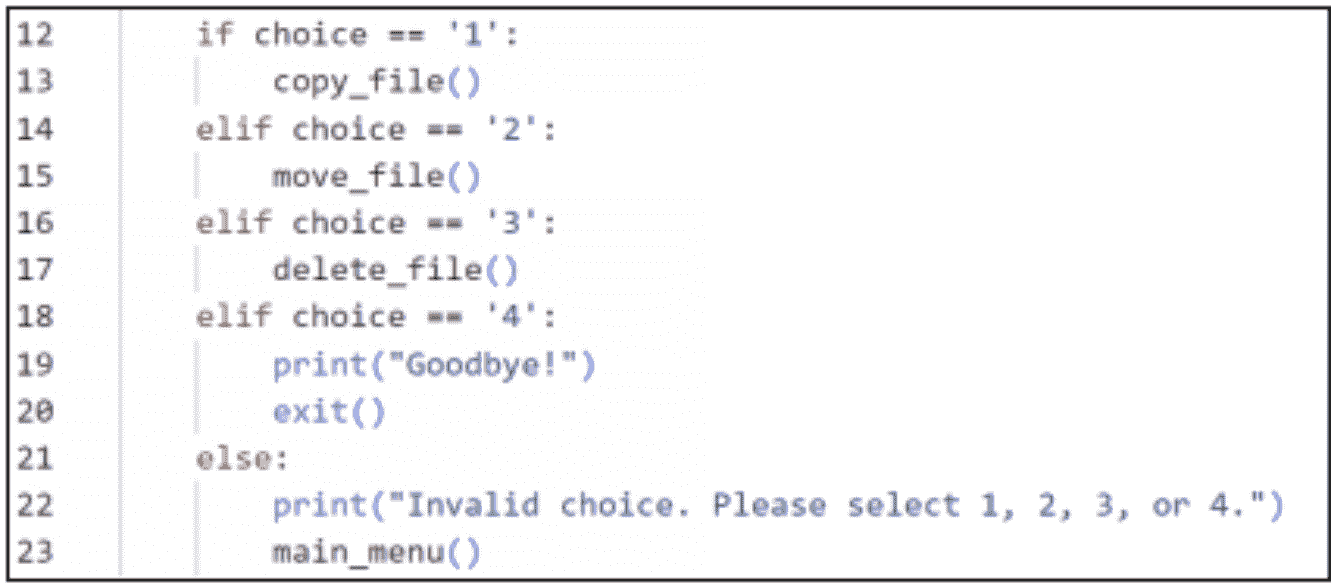 12 if choice == '1':
13 copy_file()
14 elif choice == '2':
15 move_file()
16 elif choice == '3':
17 delete_file()
18 elif choice == '4':
19 print("Goodbye!")
20 exit()
21 else:
22 print("Invalid choice. Please select 1, 2, 3, or 4.")
23 main_menu()